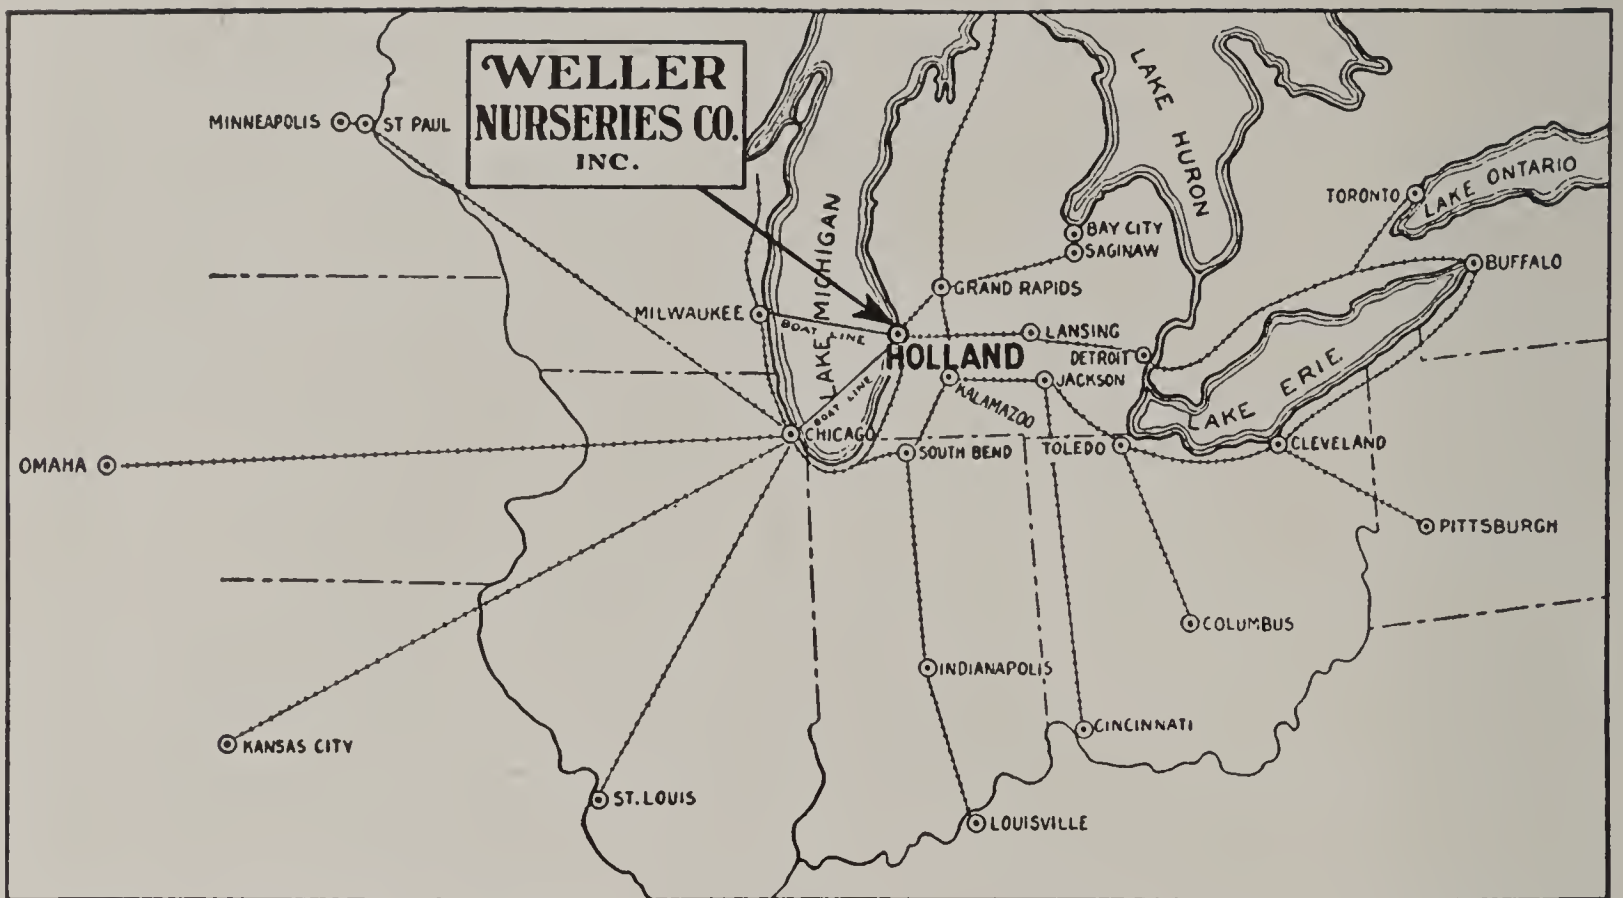 WELLER
NURSERIES CO.
INC.
LAKE HURON
MINNEAPOLIS
ST PAUL
LAKE ONTARIO
TORONTO
LAKE MICHIGAN
BAY CITY
SAGINAW
BUFFALO
GRAND RAPIDS
MILWAUKEE
BOAT LINE
LANSING
HOLLAND
DETROIT
LAKE ERIE
BOAT LINE
KALAMAZOO
JACKSON
CHICAGO
SOUTH BEND
TOLEDO
CLEVELAND
OMAHA
PITTSBURGH
COLUMBUS
INDIANAPOLIS
CINCINNATI
KANSAS CITY
ST. LOUIS
LOUISVILLE